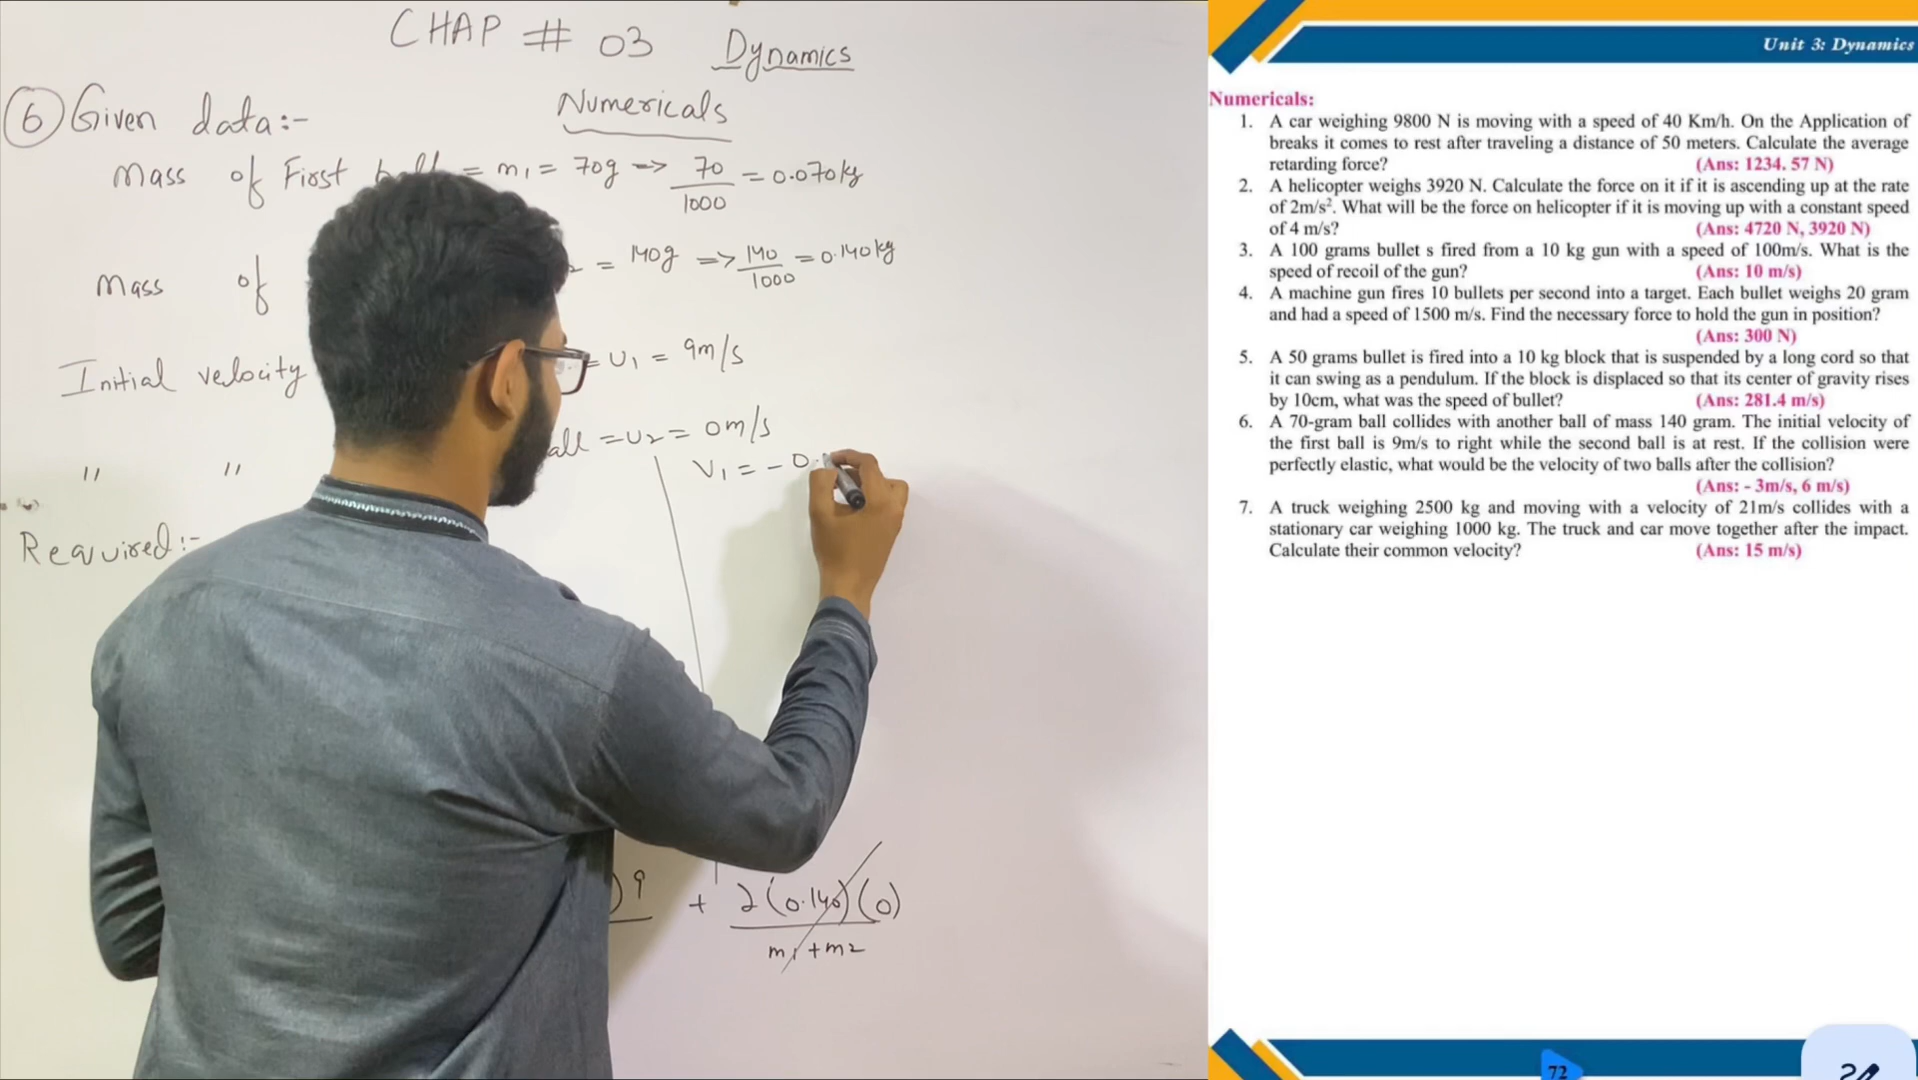 CHAP # 03 Dynamics
6 Given data:- Numericals
Mass of First = m₁ = 70g => 70/1000 = 0.070kg
Mass of = 140g => 140/1000 = 0.140kg
Initial velocity = U₁ = 9m/s
" " all = U₂ = 0m/s
V₁ = - 0.
Required:-
) 9 + 2(0.140)(0)
m₁ + m₂
Unit 3: Dynamics
Numericals:
1. A car weighing 9800 N is moving with a speed of 40 Km/h. On the Application of
breaks it comes to rest after traveling a distance of 50 meters. Calculate the average
retarding force? (Ans: 1234. 57 N)
2. A helicopter weighs 3920 N. Calculate the force on it if it is ascending up at the rate
of 2m/s². What will be the force on helicopter if it is moving up with a constant speed
of 4 m/s? (Ans: 4720 N, 3920 N)
3. A 100 grams bullet s fired from a 10 kg gun with a speed of 100m/s. What is the
speed of recoil of the gun? (Ans: 10 m/s)
4. A machine gun fires 10 bullets per second into a target. Each bullet weighs 20 gram
and had a speed of 1500 m/s. Find the necessary force to hold the gun in position?
(Ans: 300 N)
5. A 50 grams bullet is fired into a 10 kg block that is suspended by a long cord so that
it can swing as a pendulum. If the block is displaced so that its center of gravity rises
by 10cm, what was the speed of bullet? (Ans: 281.4 m/s)
6. A 70-gram ball collides with another ball of mass 140 gram. The initial velocity of
the first ball is 9m/s to right while the second ball is at rest. If the collision were
perfectly elastic, what would be the velocity of two balls after the collision?
(Ans: - 3m/s, 6 m/s)
7. A truck weighing 2500 kg and moving with a velocity of 21m/s collides with a
stationary car weighing 1000 kg. The truck and car move together after the impact.
Calculate their common velocity? (Ans: 15 m/s)
72